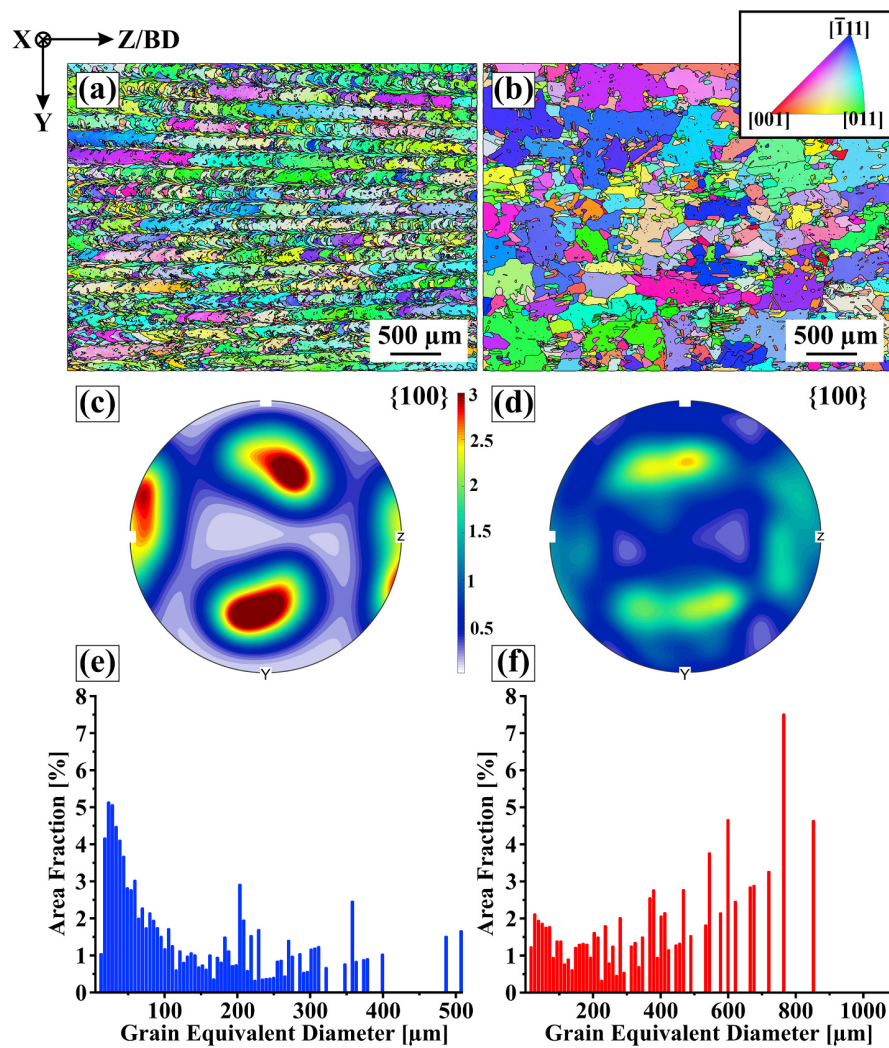 X Z/BD
Y
(a)
500 µm
(b)
500 µm
[1̄11]
[001] [011]
(c) {100}
3
2.5
2
1.5
1
0.5
Z
Y
(d) {100}
Z
Y
(e)
8
7
6
5
4
3
2
1
0
Area Fraction [%]
100 200 300 400 500
Grain Equivalent Diameter [µm]
(f)
8
7
6
5
4
3
2
1
0
Area Fraction [%]
200 400 600 800 1000
Grain Equivalent Diameter [µm]